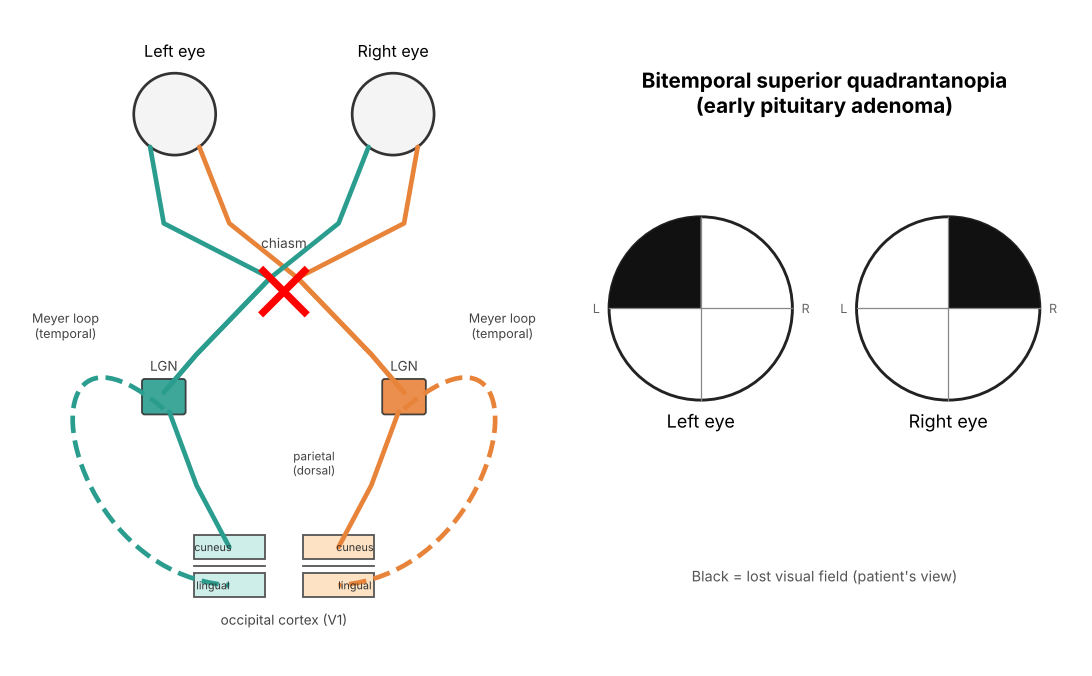 Left eye
Right eye
chiasm
Meyer loop
(temporal)
Meyer loop
(temporal)
LGN
LGN
parietal
(dorsal)
cuneus
cuneus
lingual
lingual
occipital cortex (V1)
Bitemporal superior quadrantanopia
(early pituitary adenoma)
L
R
L
R
Left eye
Right eye
Black = lost visual field (patient's view)